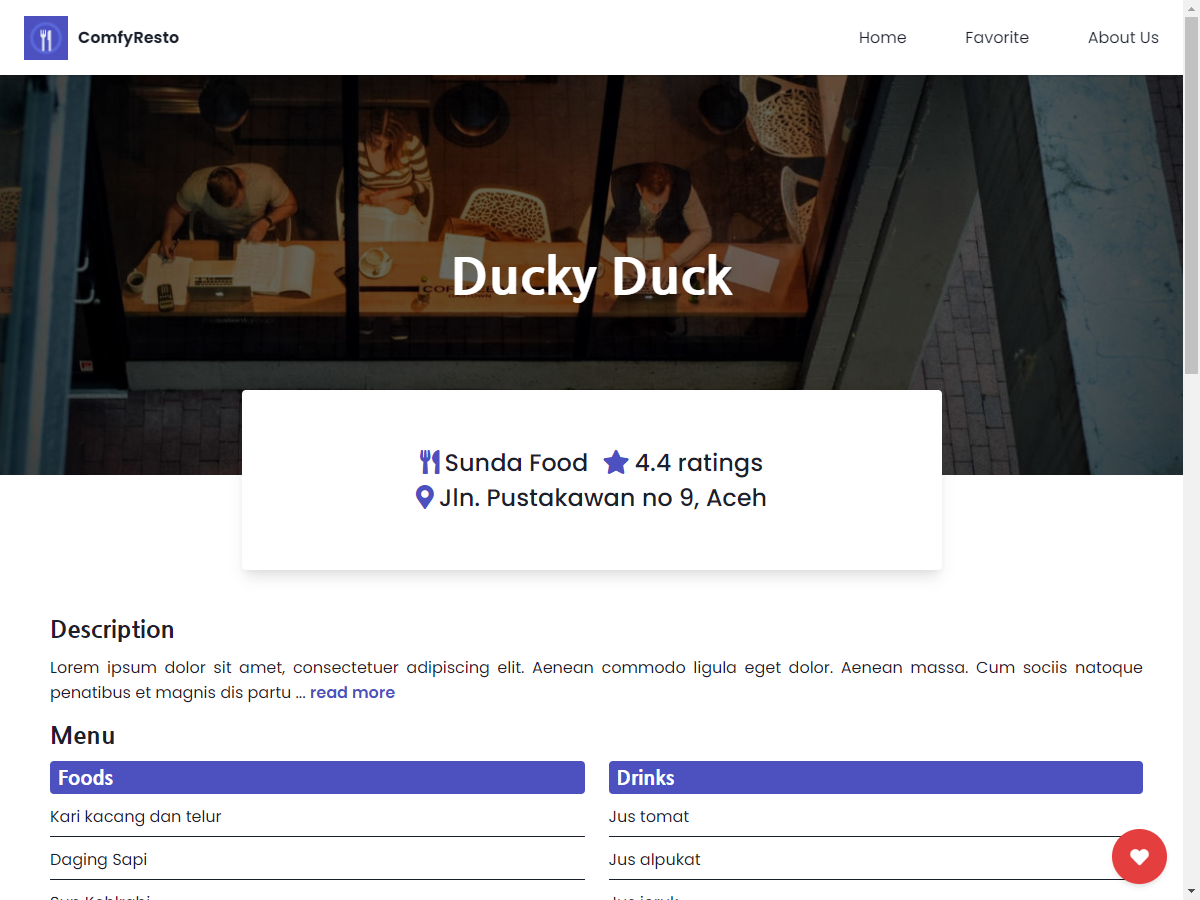 ComfyResto
Home
Favorite
About Us
Ducky Duck
Sunda Food 4.4 ratings
Jln. Pustakawan no 9, Aceh
Description
Lorem ipsum dolor sit amet, consectetuer adipiscing elit. Aenean commodo ligula eget dolor. Aenean massa. Cum sociis natoque
penatibus et magnis dis partu ... read more
Menu
Foods
Kari kacang dan telur
Daging Sapi
Drinks
Jus tomat
Jus alpukat